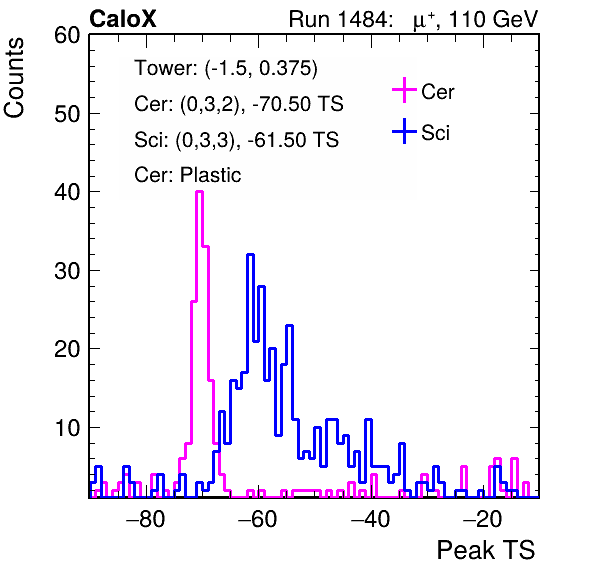 CaloX Run 1484: μ⁺, 110 GeV
Counts
60
50
40
30
20
10
Tower: (-1.5, 0.375)
Cer: (0,3,2), -70.50 TS
Sci: (0,3,3), -61.50 TS
Cer: Plastic
Cer
Sci
−80 −60 −40 −20
Peak TS